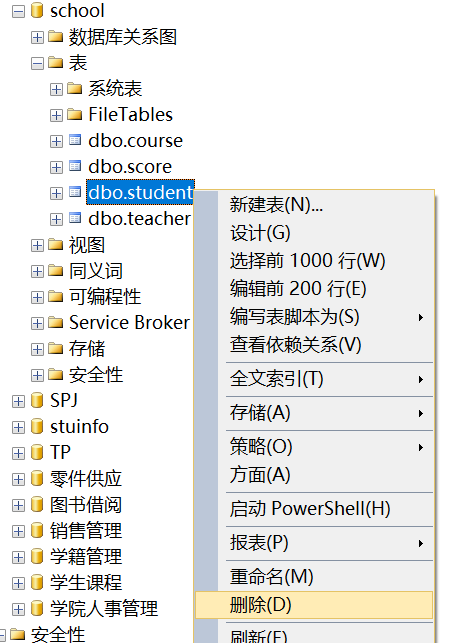 school
数据库关系图
表
系统表
FileTables
dbo.course
dbo.score
dbo.student
dbo.teacher
视图
同义词
可编程性
Service Broker
存储
安全性
SPJ
stuinfo
TP
零件供应
图书借阅
销售管理
学籍管理
学生课程
学院人事管理
安全性
新建表(N)...
设计(G)
选择前 1000 行(W)
编辑前 200 行(E)
编写表脚本为(S)
查看依赖关系(V)
全文索引(T)
存储(A)
策略(O)
方面(A)
启动 PowerShell(H)
报表(P)
重命名(M)
删除(D)
刷新(F)